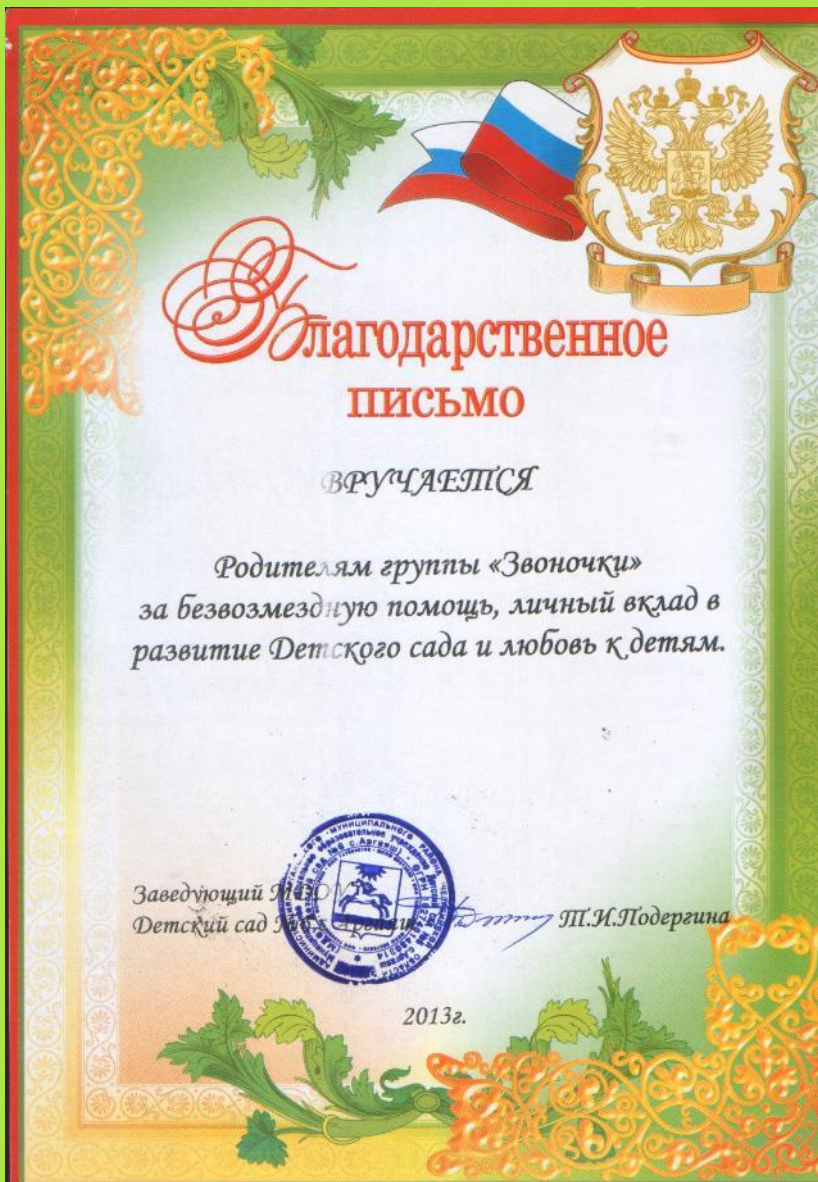 Благодарственное
письмо
ВРУЧАЕТСЯ
Родителям группы «Звоночки»
за безвозмездную помощь, личный вклад в
развитие Детского сада и любовь к детям.
Заведующий
Детский сад Т.И.Подергина
2013г.